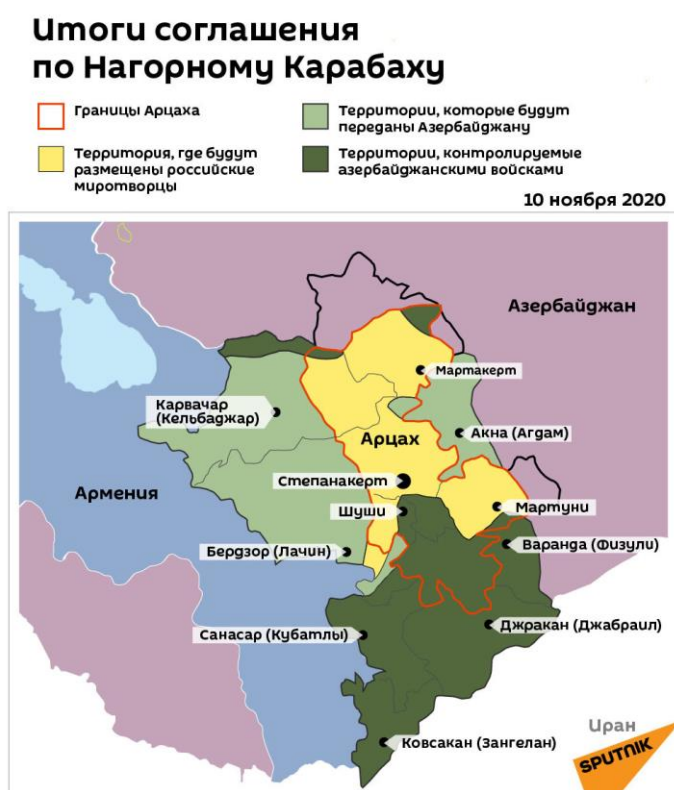 Итоги соглашения
по Нагорному Карабаху
Границы Арцаха
Территория, где будут
размещены российские
миротворцы
Территории, которые будут
переданы Азербайджану
Территории, контролируемые
азербайджанскими войсками
10 ноября 2020
Азербайджан
Мартакерт
Карвачар
(Кельбаджар)
Акна (Агдам)
Арцах
Степанакерт
Армения
Шуши
Мартуни
Бердзор (Лачин)
Варанда (Физули)
Санасар (Кубатлы)
Джракан (Джабраил)
Иран
Ковсакан (Зангелан)
SPUTNIK